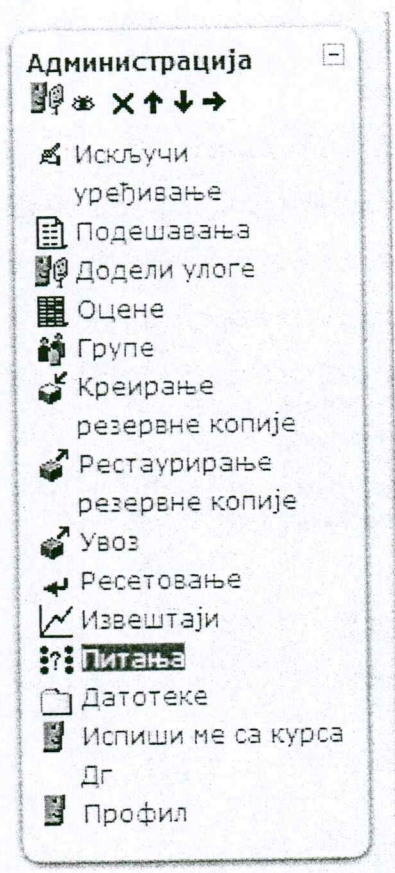 Администрација
Искључи
уређивање
Подешавања
Додели улоге
Оцене
Групе
Креирање
резервне копије
Рестаурирање
резервне копије
Увоз
Ресетовање
Извештаји
Питања
Датотеке
Испиши ме са курса
Дг
Профил